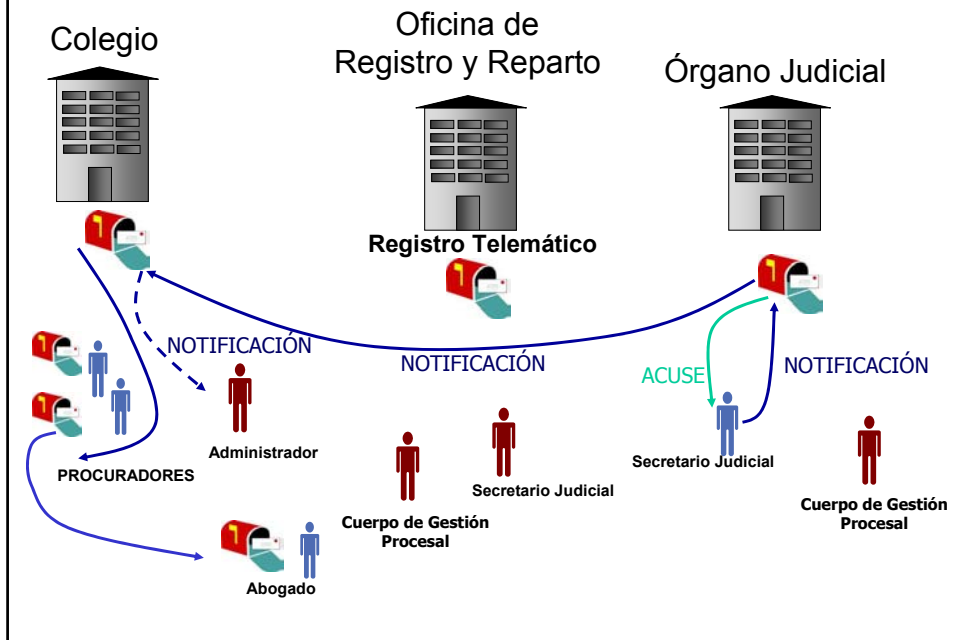 Colegio
Oficina de
Registro y Reparto
Órgano Judicial
Registro Telemático
NOTIFICACIÓN
NOTIFICACIÓN
ACUSE
NOTIFICACIÓN
Administrador
PROCURADORES
Secretario Judicial
Cuerpo de Gestión
Procesal
Secretario Judicial
Cuerpo de Gestión
Procesal
Abogado